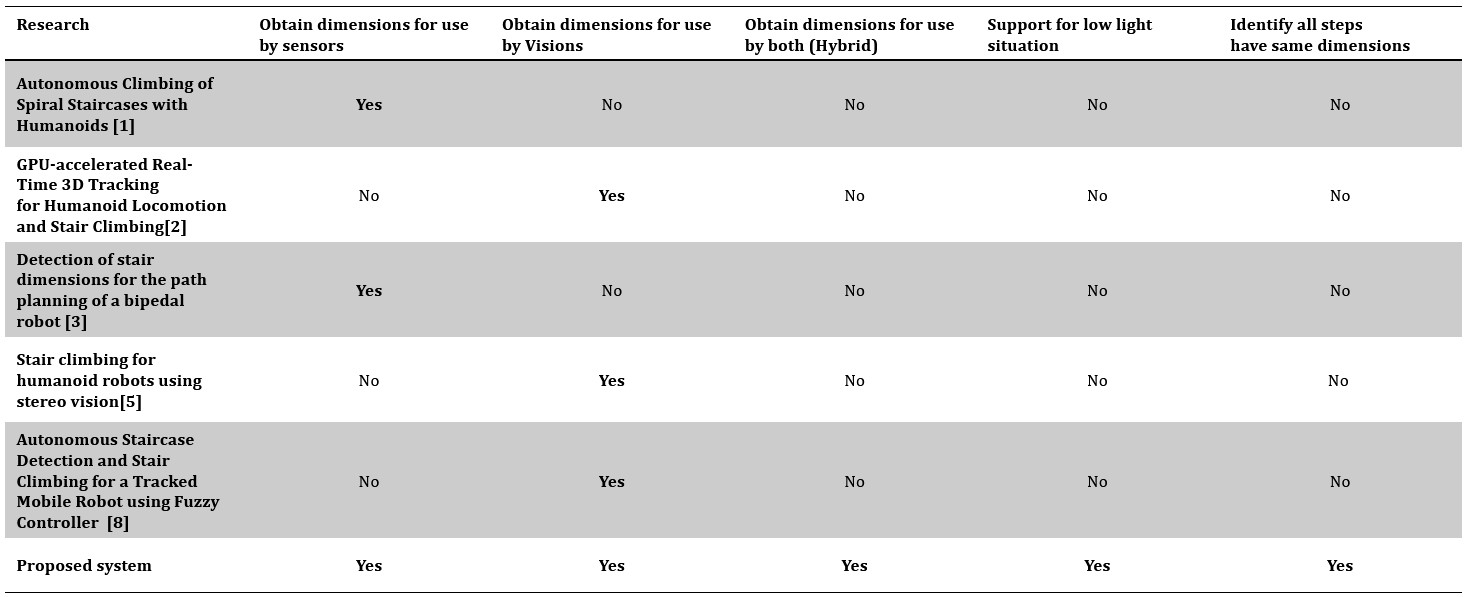 Research
Obtain dimensions for use
by sensors
Obtain dimensions for use
by Visions
Obtain dimensions for use
by both (Hybrid)
Support for low light
situation
Identify all steps
have same dimensions
Autonomous Climbing of
Spiral Staircases with
Humanoids [1]
Yes
No
No
No
No
GPU-accelerated Real-
Time 3D Tracking
for Humanoid Locomotion
and Stair Climbing[2]
No
Yes
No
No
No
Detection of stair
dimensions for the path
planning of a bipedal
robot [3]
Yes
No
No
No
No
Stair climbing for
humanoid robots using
stereo vision[5]
No
Yes
No
No
No
Autonomous Staircase
Detection and Stair
Climbing for a Tracked
Mobile Robot using Fuzzy
Controller  [8]
No
Yes
No
No
No
Proposed system
Yes
Yes
Yes
Yes
Yes